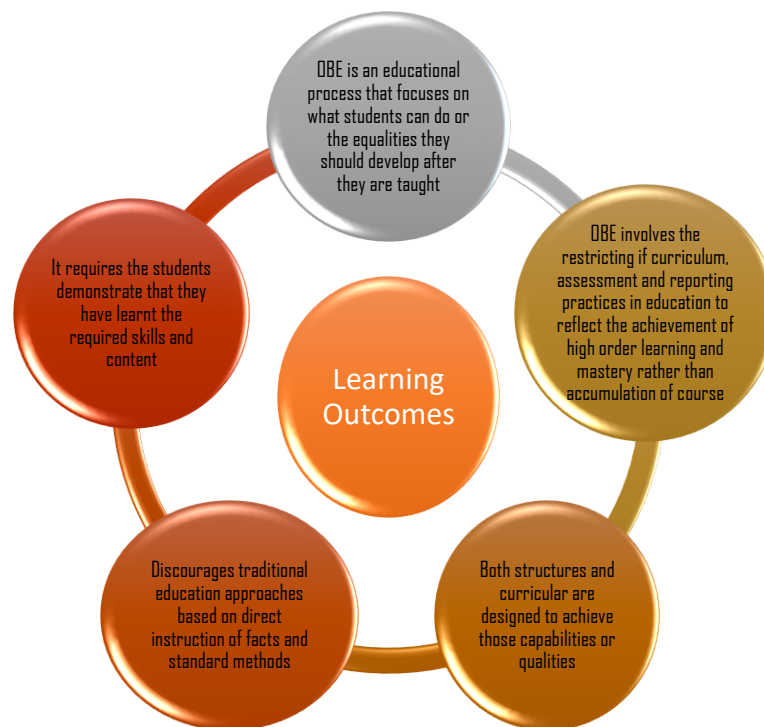 OBE is an educational
process that focuses on
what students can do or
the equalities they
should develop after
they are taught
OBE involves the
restricting if curriculum,
assessment and reporting
practices in education to
reflect the achievement of
high order learning and
mastery rather than
accumulation of course
Both structures and
curricular are
designed to achieve
those capabilities or
qualities
Discourages traditional
education approaches
based on direct
instruction of facts and
standard methods
It requires the students
demonstrate that they
have learnt the
required skills and
content
Learning
Outcomes